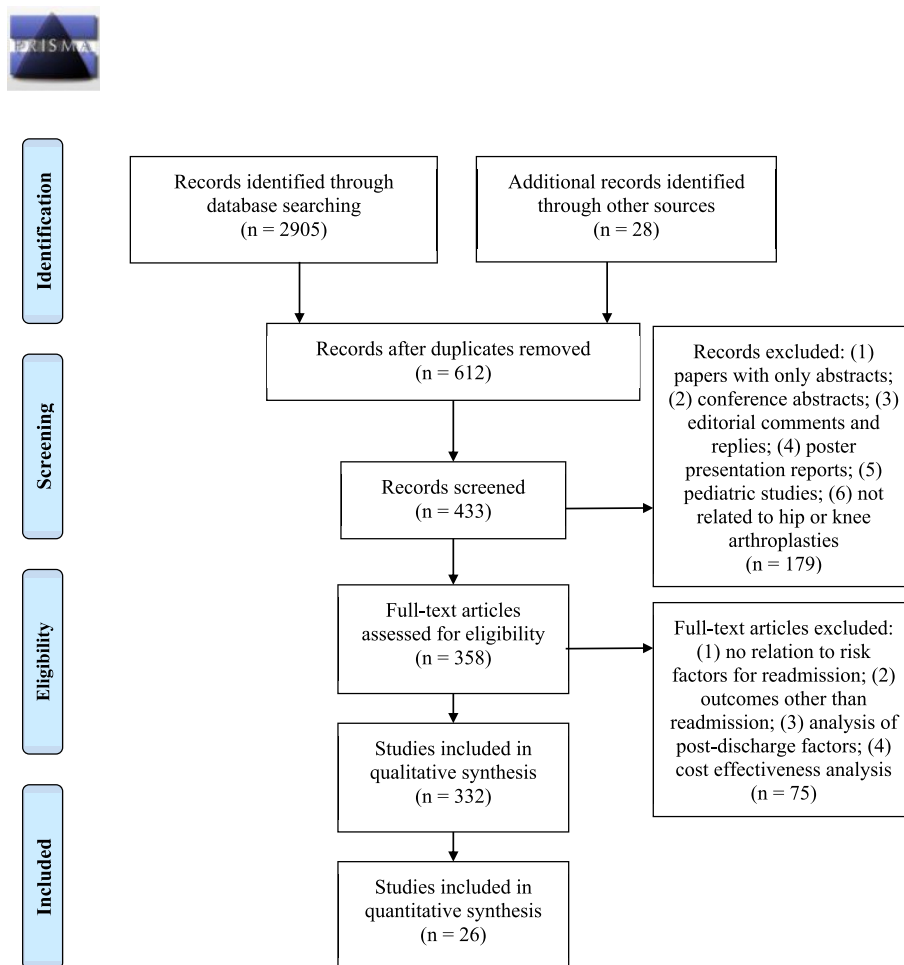 PRISMA
Identification
Records identified through
database searching
(n = 2905)
Additional records identified
through other sources
(n = 28)
Records after duplicates removed
(n = 612)
Screening
Records screened
(n = 433)
Records excluded: (1)
papers with only abstracts;
(2) conference abstracts; (3)
editorial comments and
replies; (4) poster
presentation reports; (5)
pediatric studies; (6) not
related to hip or knee
arthroplasties
(n = 179)
Eligibility
Full-text articles
assessed for eligibility
(n = 358)
Full-text articles excluded:
(1) no relation to risk
factors for readmission; (2)
outcomes other than
readmission; (3) analysis of
post-discharge factors; (4)
cost effectiveness analysis
(n = 75)
Studies included in
qualitative synthesis
(n = 332)
Included
Studies included in
quantitative synthesis
(n = 26)